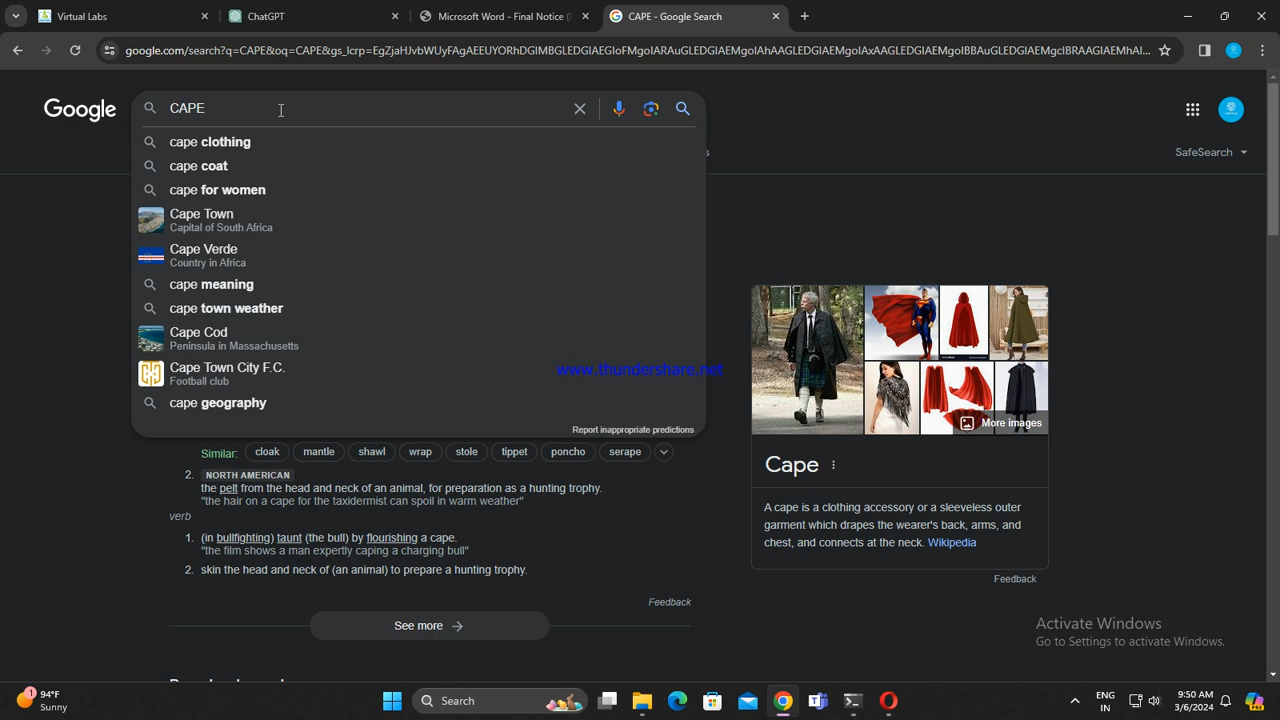 Virtual Labs
ChatGPT
Microsoft Word - Final Notice (
CAPE - Google Search
google.com/search?q=CAPE&oq=CAPE&gs_lcrp=EgZjaHJvbWUyFAgAEEUYORhDGIMBGLEDGIAEGIoFMgoIARAuGLEDGIAEMgoIAhAAGLEDGIAEMgoIAxAAGLEDGIAEMgoIBBAuGLEDGIAEMgcIBRAAGIAEMhAI...
Google
CAPE
cape clothing
cape coat
cape for women
Cape Town
Capital of South Africa
Cape Verde
Country in Africa
cape meaning
cape town weather
Cape Cod
Peninsula in Massachusetts
Cape Town City F.C.
Football club
cape geography
Report inappropriate predictions
SafeSearch
www.thundershare.net
Similar: cloak mantle shawl wrap stole tippet poncho serape
2. NORTH AMERICAN
the pelt from the head and neck of an animal, for preparation as a hunting trophy.
"the hair on a cape for the taxidermist can spoil in warm weather"
verb
1. (in bullfighting) taunt (the bull) by flourishing a cape.
"the film shows a man expertly caping a charging bull"
2. skin the head and neck of (an animal) to prepare a hunting trophy.
Feedback
See more
More images
Cape
A cape is a clothing accessory or a sleeveless outer
garment which drapes the wearer's back, arms, and
chest, and connects at the neck. Wikipedia
Feedback
Activate Windows
Go to Settings to activate Windows.
1
94°F
Sunny
Search
ENG
IN
9:50 AM
3/6/2024